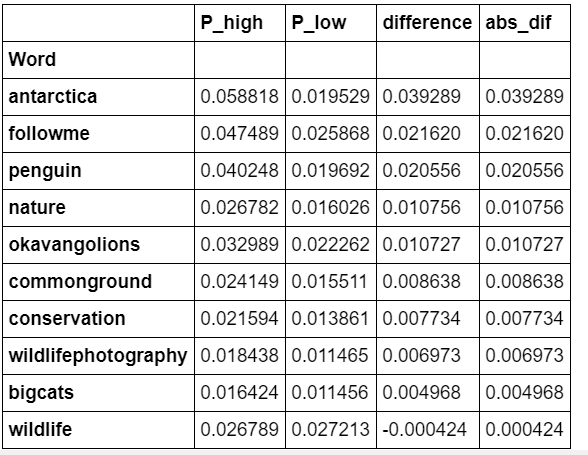 P_high P_low difference abs_dif
Word
antarctica 0.058818 0.019529 0.039289 0.039289
followme 0.047489 0.025868 0.021620 0.021620
penguin 0.040248 0.019692 0.020556 0.020556
nature 0.026782 0.016026 0.010756 0.010756
okavangolions 0.032989 0.022262 0.010727 0.010727
commonground 0.024149 0.015511 0.008638 0.008638
conservation 0.021594 0.013861 0.007734 0.007734
wildlifephotography 0.018438 0.011465 0.006973 0.006973
bigcats 0.016424 0.011456 0.004968 0.004968
wildlife 0.026789 0.027213 -0.000424 0.000424